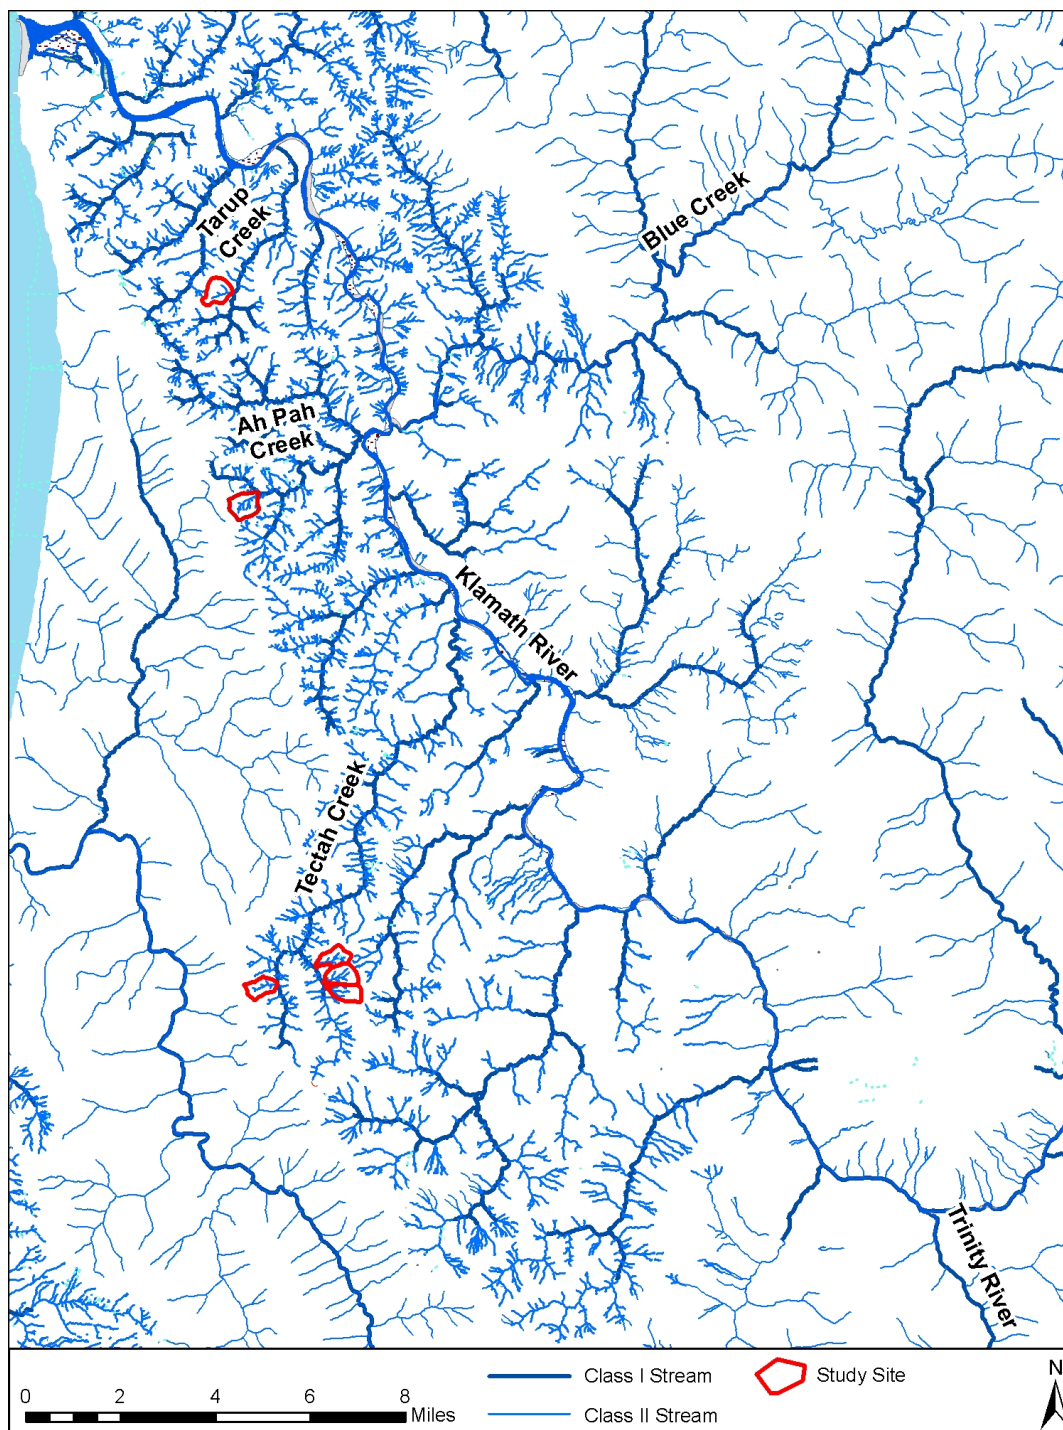 Tarup
Creek
Blue Creek
Ah Pah
Creek
Klamath River
Tectah Creek
Trinity River
0 2 4 6 8
Miles
Class I Stream
Class II Stream
Study Site
N